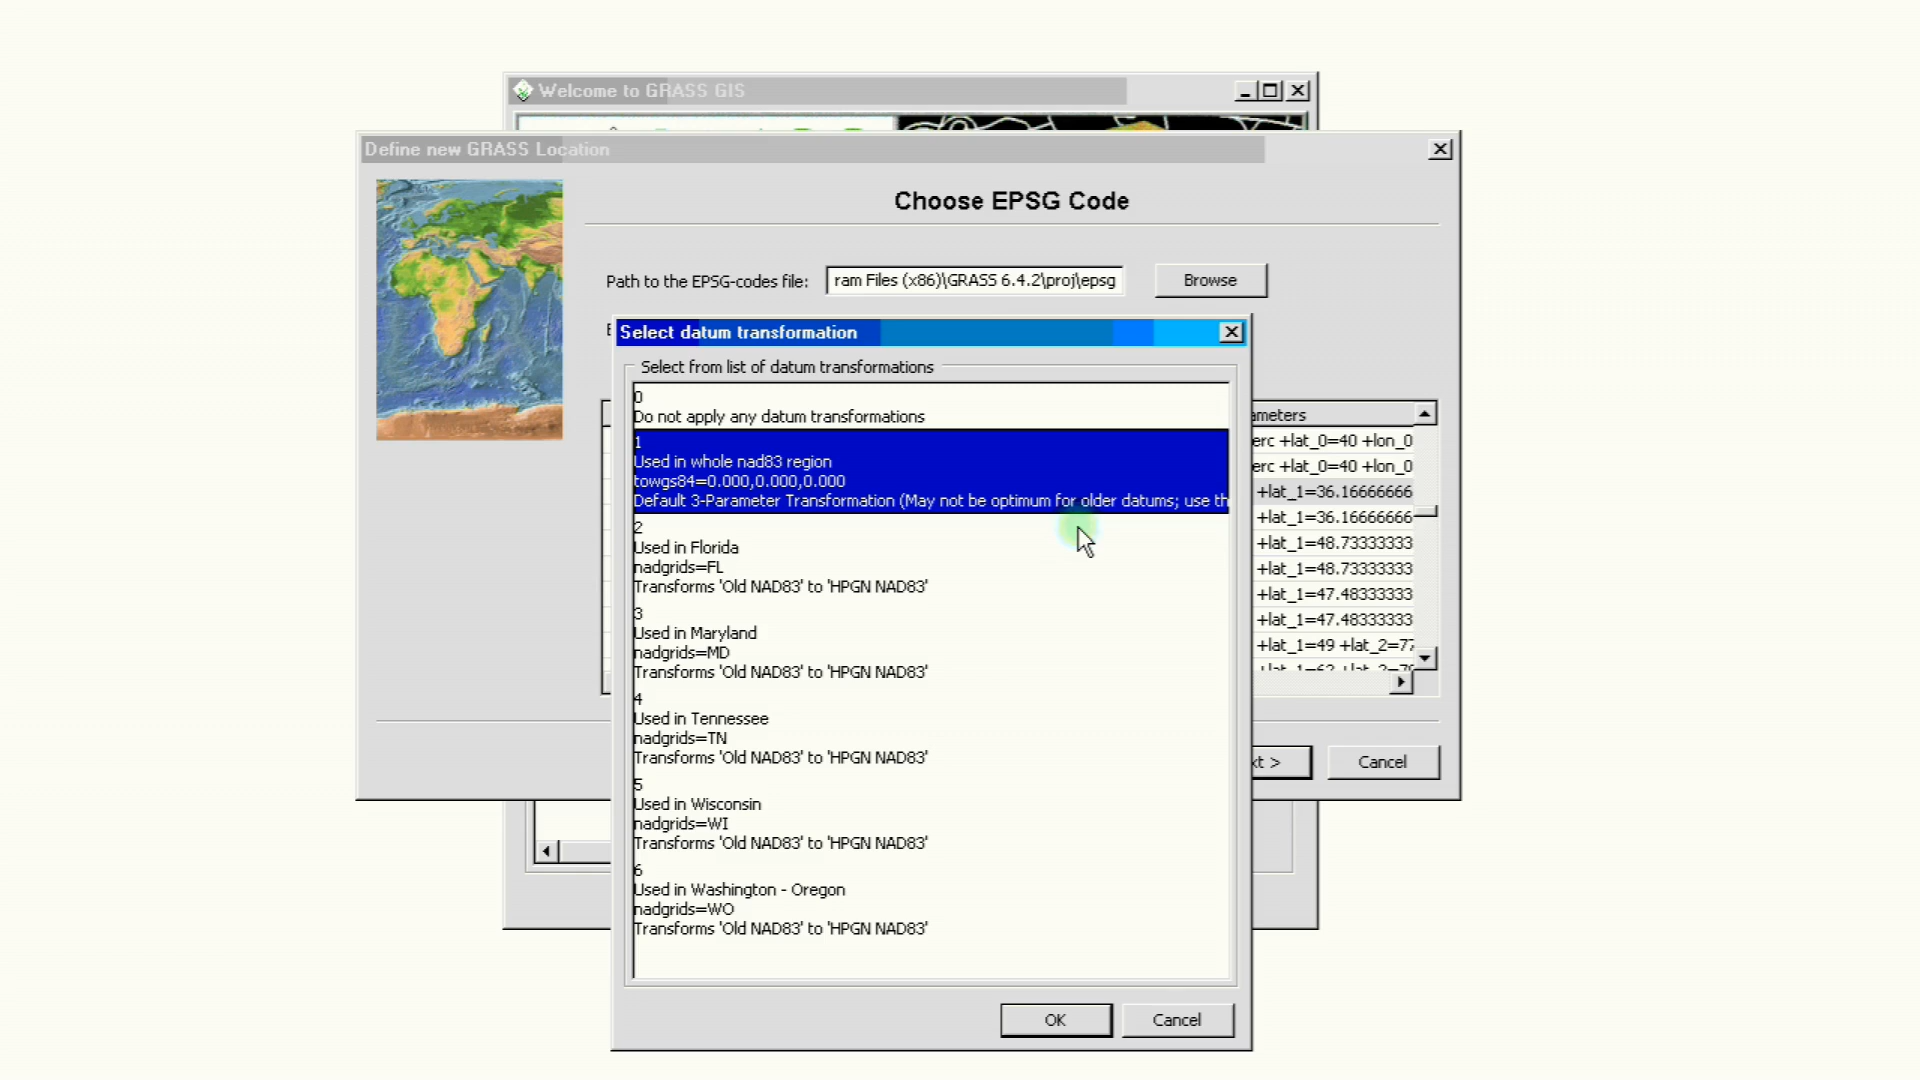 Welcome to GRASS GIS
Define new GRASS Location
Choose EPSG Code
Path to the EPSG-codes file:
ram Files (x86)\GRASS 6.4.2\proj\epsg
Browse
Select datum transformation
Select from list of datum transformations
0
Do not apply any datum transformations
1
Used in whole nad83 region
towgs84=0.000,0.000,0.000
Default 3-Parameter Transformation (May not be optimum for older datums; use th
2
Used in Florida
nadgrids=FL
Transforms 'Old NAD83' to 'HPGN NAD83'
3
Used in Maryland
nadgrids=MD
Transforms 'Old NAD83' to 'HPGN NAD83'
4
Used in Tennessee
nadgrids=TN
Transforms 'Old NAD83' to 'HPGN NAD83'
5
Used in Wisconsin
nadgrids=WI
Transforms 'Old NAD83' to 'HPGN NAD83'
6
Used in Washington - Oregon
nadgrids=WO
Transforms 'Old NAD83' to 'HPGN NAD83'
OK
Cancel
ameters
erc +lat_0=40 +lon_0
erc +lat_0=40 +lon_0
+lat_1=36.16666666
+lat_1=36.16666666
+lat_1=48.73333333
+lat_1=48.73333333
+lat_1=47.48333333
+lat_1=47.48333333
+lat_1=49 +lat_2=77
xt >
Cancel